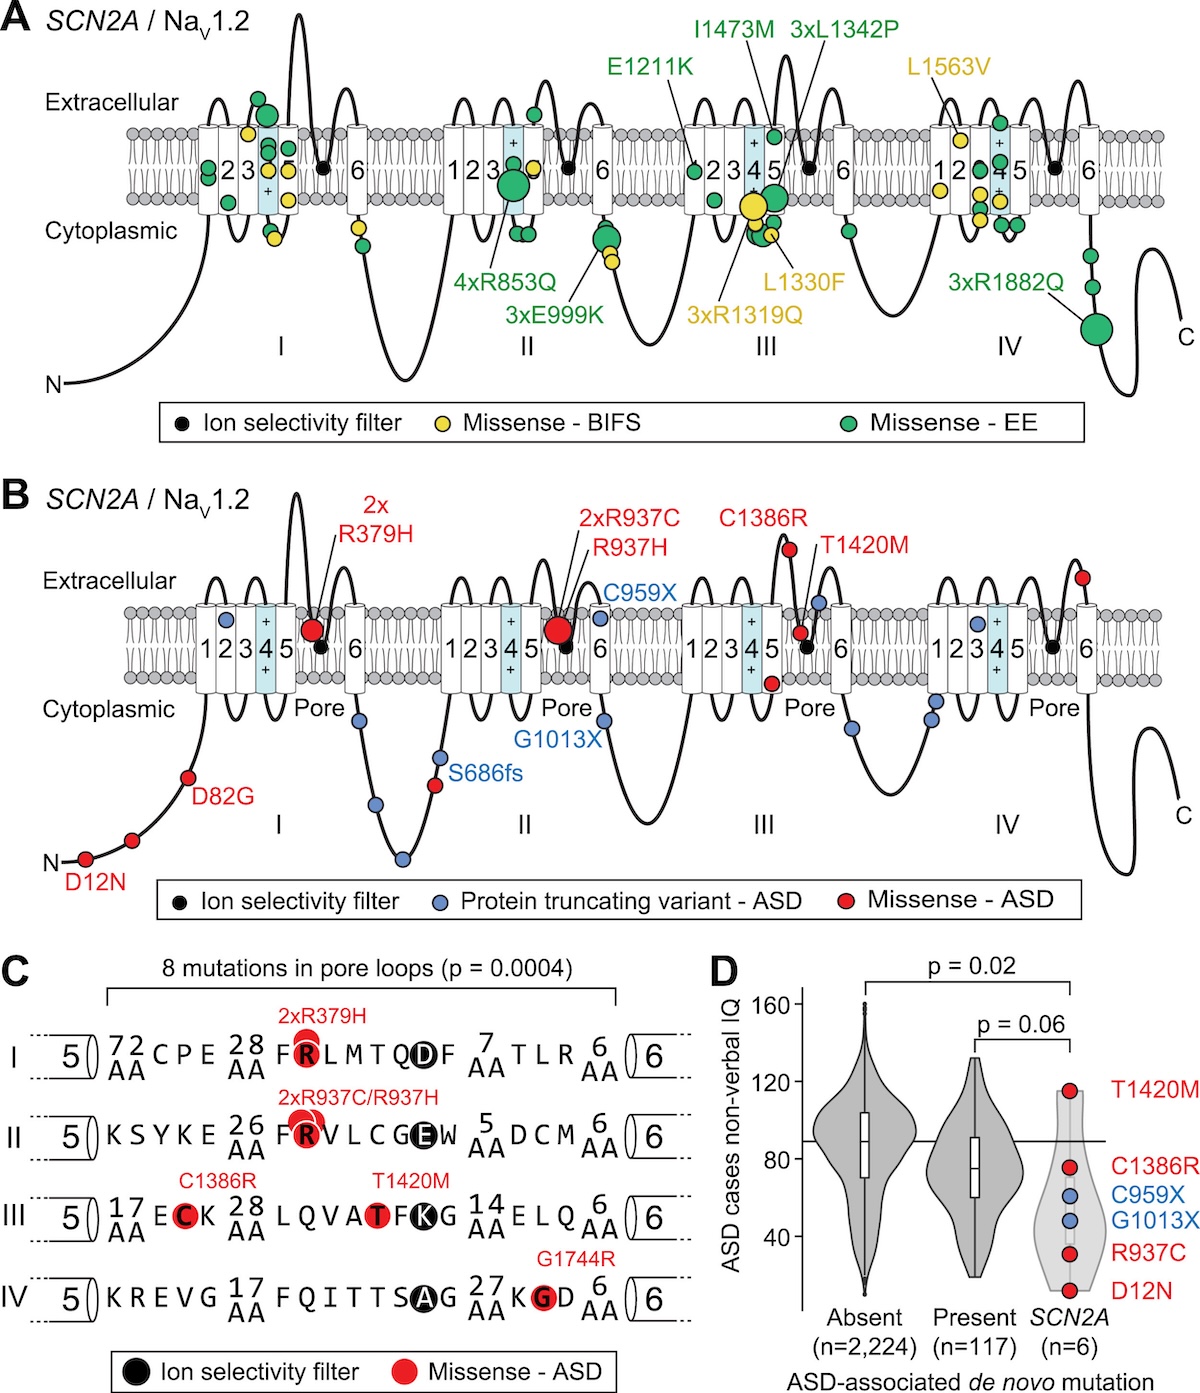 A SCN2A / NaV1.2
I1473M 3xL1342P
E1211K L1563V
Extracellular
2 3 5 6 1 2 3 6 2 3 4 5 6 1 2 4 5 6
+ + + +
+ + + +
Cytoplasmic
4xR853Q L1330F 3xR1882Q
3xE999K 3xR1319Q
I II III IV C
N
Ion selectivity filter Missense - BIFS Missense - EE
B SCN2A / NaV1.2
2x
R379H
2xR937C C1386R
R937H T1420M
Extracellular C959X
+ + + +
1 2 3 4 5 6 1 2 3 4 5 6 1 2 3 4 5 6 1 2 3 4 5 6
+ + + +
Cytoplasmic Pore Pore Pore Pore
G1013X
S686fs
D82G
I II III IV C
N
D12N
Ion selectivity filter Protein truncating variant - ASD Missense - ASD
C
8 mutations in pore loops (p = 0.0004)
2xR379H
I 5 72 AA C P E 28 AA F R L M T Q D F 7 AA T L R 6 AA 6
2xR937C/R937H
II 5 K S Y K E 26 AA F R V L C G E W 5 AA D C M 6 AA 6
C1386R T1420M
III 5 17 AA E C K 28 AA L Q V A T F K G 14 AA E L Q 6 AA 6
G1744R
IV 5 K R E V G 17 AA F Q I T T S A G 27 AA K G D 6 AA 6
Ion selectivity filter Missense - ASD
D
p = 0.02
p = 0.06
ASD cases non-verbal IQ
160
120
80
40
T1420M
C1386R
C959X
G1013X
R937C
D12N
Absent Present SCN2A
(n=2,224) (n=117) (n=6)
ASD-associated de novo mutation